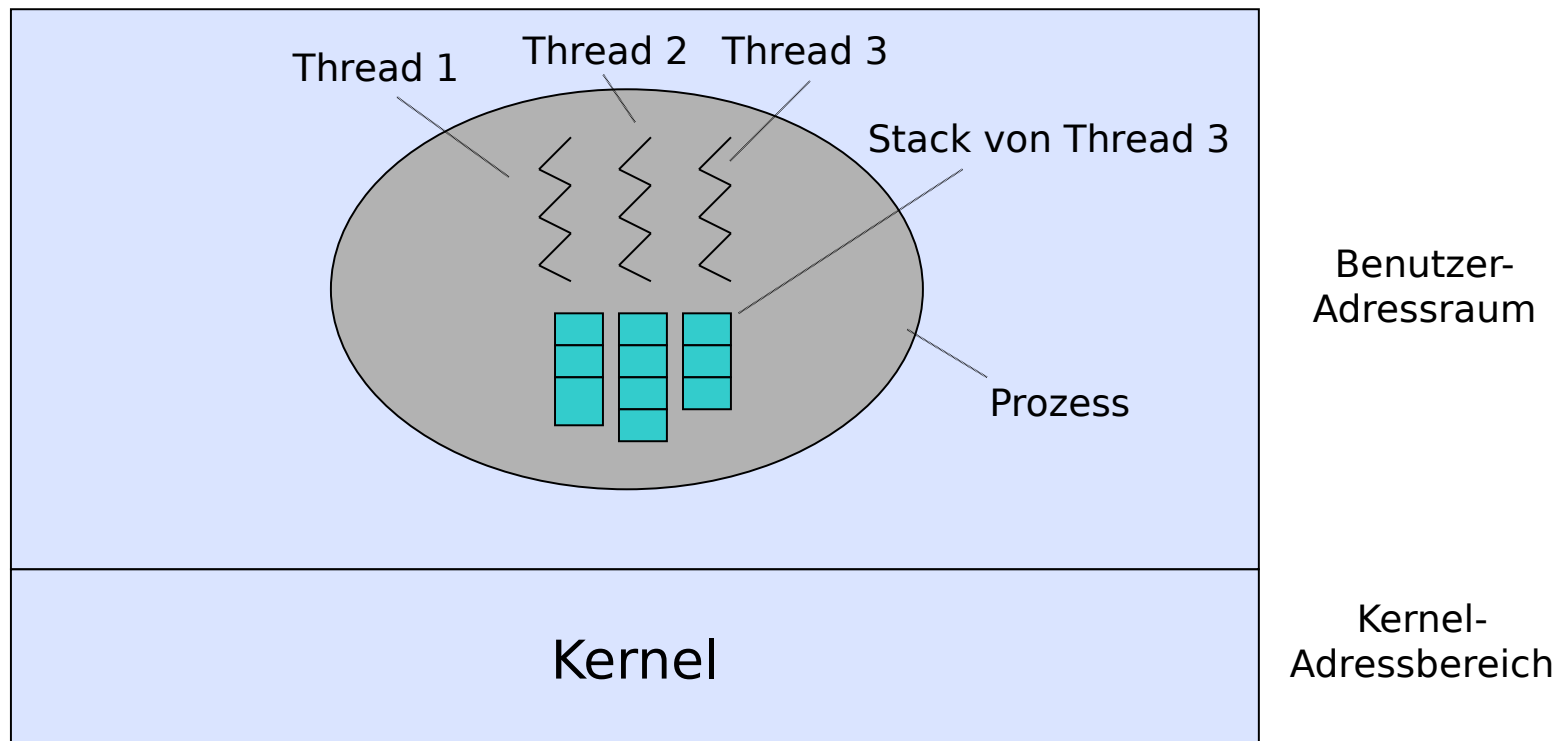 Thread 1
Thread 2
Thread 3
Stack von Thread 3
Benutzer-
Adressraum
Prozess
Kernel
Kernel-
Adressbereich